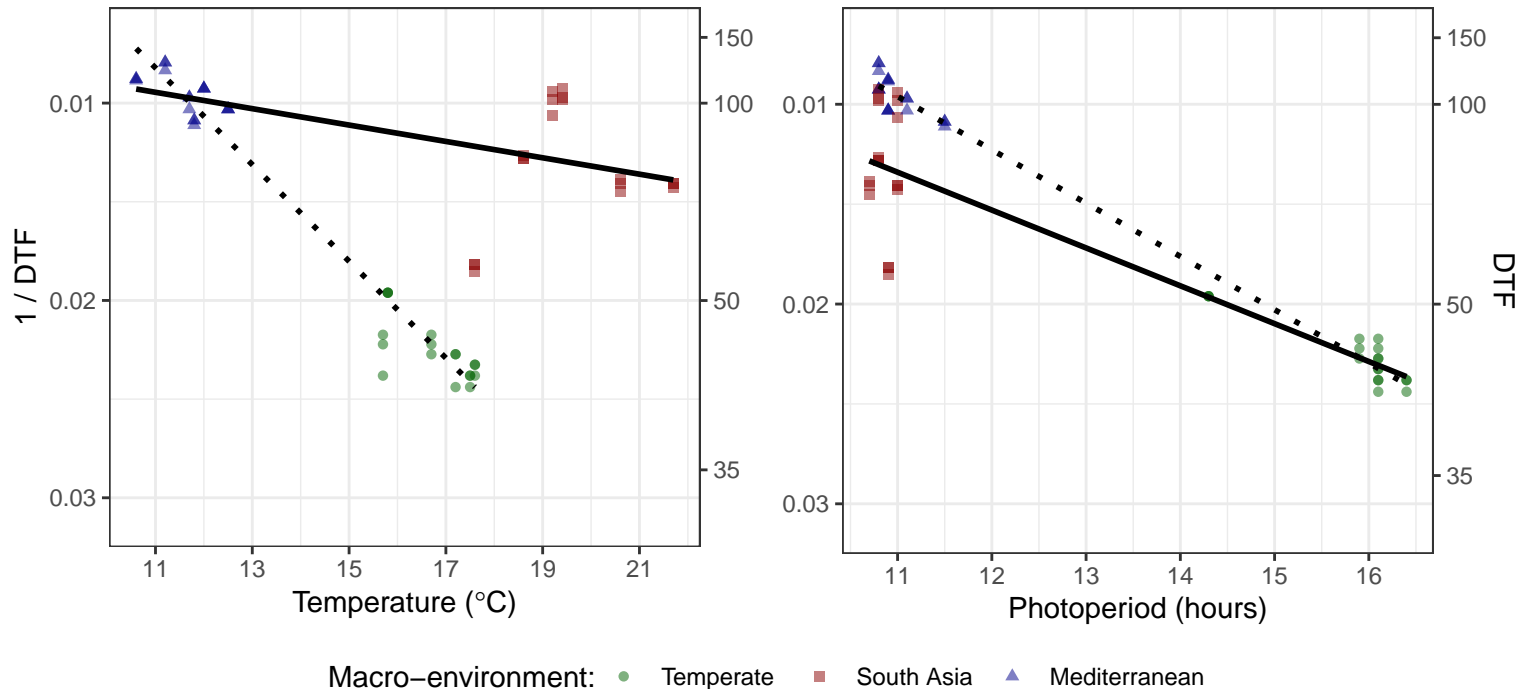 1 / DTF
0.01
0.02
0.03
150
100
50
35
11 13 15 17 19 21
Temperature (°C)
0.01
0.02
0.03
150
100
50
35
DTF
11 12 13 14 15 16
Photoperiod (hours)
Macro−environment: Temperate South Asia Mediterranean